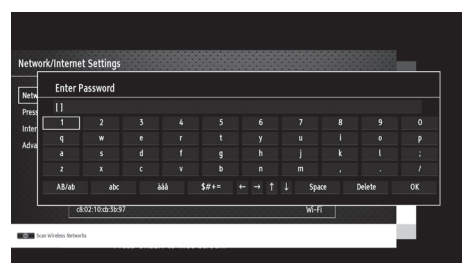 Network/Internet Settings
Enter Password
Netw
[ ]
Press
1 2 3 4 5 6 7 8 9 0
Inter
q w e r t y u i o p
Adva
a s d f g h j k l ;
z x c v b n m , . /
AB/ab abc àáâ $#+= ← → ↑ ↓ Space Delete OK
c8:02:10:cb:3b:97 Wi-Fi
Scan Wireless Networks